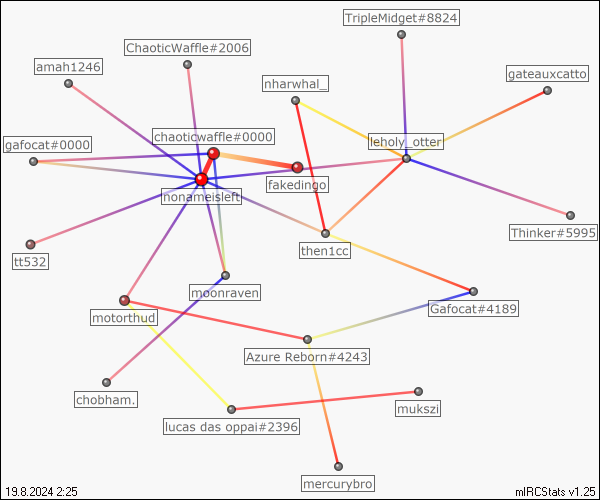 TripleMidget#8824
ChaoticWaffle#2006
amah1246
gateauxcatto
nharwhal_
chaoticwaffle#0000
leholy_otter
gafocat#0000
fakedingo
nonameisleft
Thinker#5995
then1cc
tt532
moonraven
Gafocat#4189
motorthud
Azure Reborn#4243
chobham.
mukszi
lucas das oppai#2396
mercurybro
19.8.2024 2:25
mIRCStats v1.25